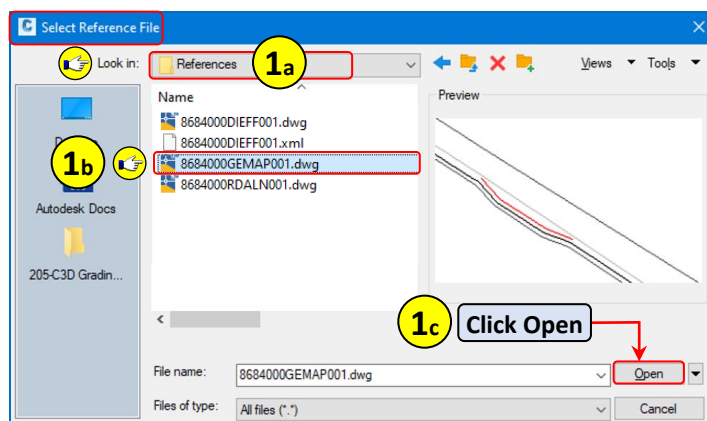 C Select Reference File
Look in: References 1a Views Tools
Name Preview
8684000DIEFF001.dwg
8684000DIEFF001.xml
1b 8684000GEMAP001.dwg
8684000RDALN001.dwg
Autodesk Docs
205-C3D Gradin...
1c Click Open
File name: 8684000GEMAP001.dwg Open
Files of type: All files (*.*) Cancel